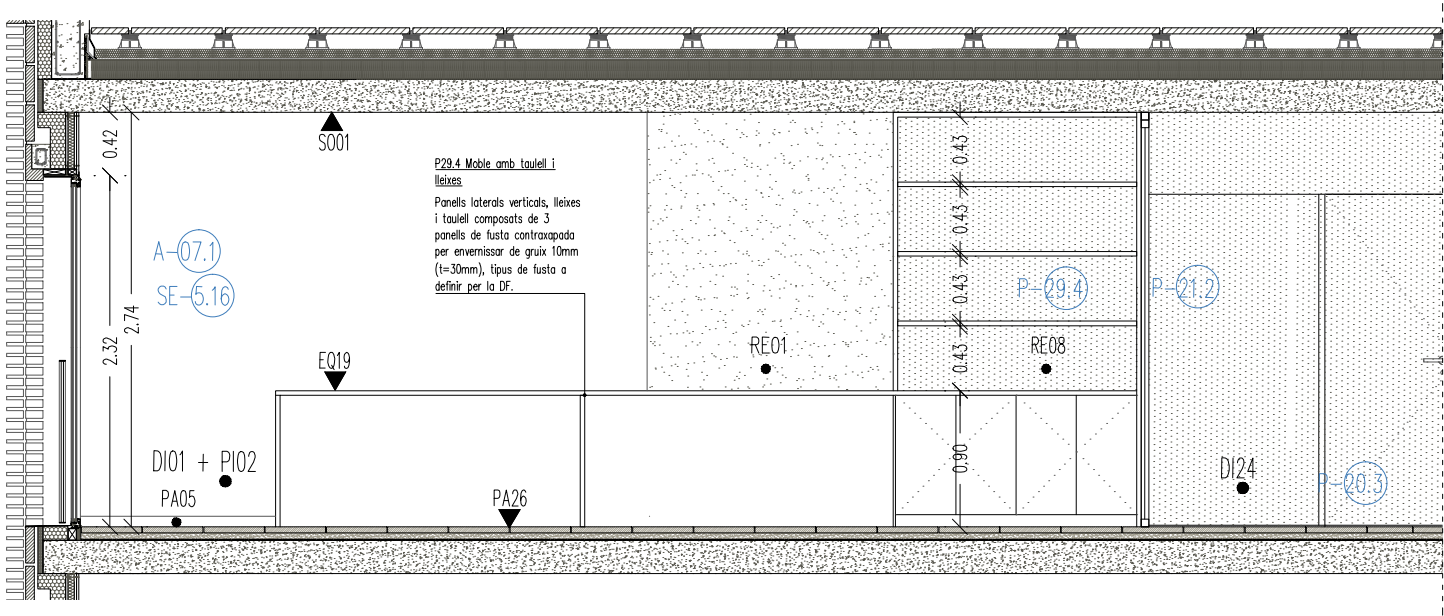 0.42
S001
P29.4 Moble amb taulell i
lleixes
Panells laterals verticals, lleixes
i taulell composats de 3
panells de fusta contraxapada
per envernissar de gruix 10mm
(t=30mm), tipus de fusta a
definir per la DF.
0.43
0.43
0.43
0.43
A-07.1
SE-5.16
2.74
2.32
P-29.4
P-21.2
EQ19
RE01
RE08
DI01 + PI02
PA05
PA26
0.90
DI24
P-20.3